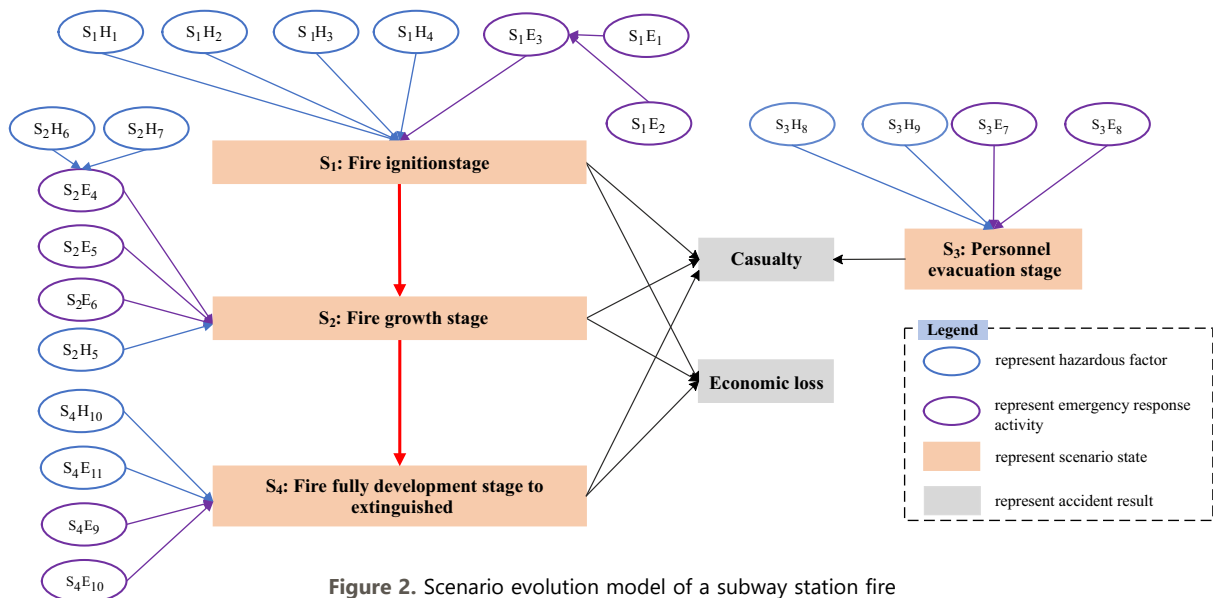 S₁H₁
S₁H₂
S₁H₃
S₁H₄
S₁E₃
S₁E₁
S₁E₂
S₂H₆
S₂H₇
S₃H₈
S₃H₉
S₃E₇
S₃E₈
S₁: Fire ignitionstage
S₂E₄
S₂E₅
S₂E₆
S₂H₅
Casualty
S₃: Personnel
evacuation stage
S₂: Fire growth stage
Economic loss
Legend
represent hazardous factor
represent emergency response
activity
represent scenario state
represent accident result
S₄H₁₀
S₄E₁₁
S₄E₉
S₄E₁₀
S₄: Fire fully development stage to
extinguished
Figure 2. Scenario evolution model of a subway station fire